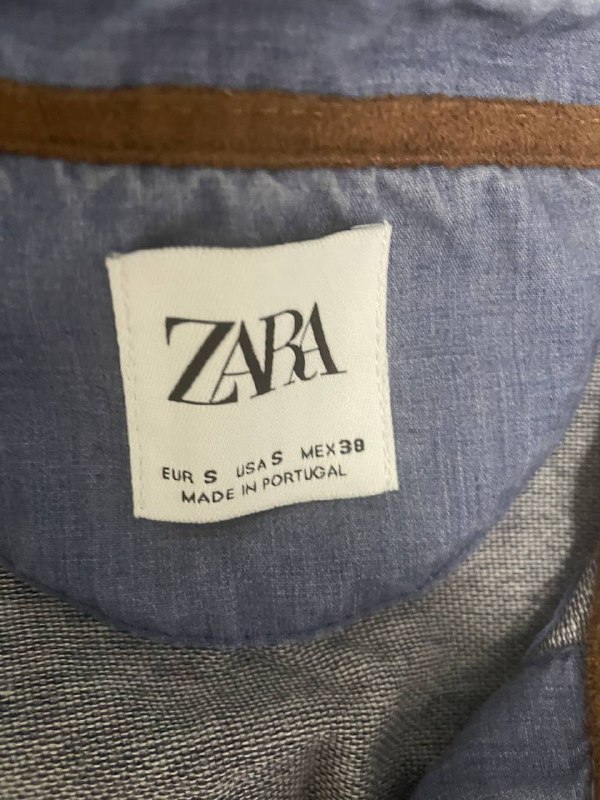 ZARA
EUR S USA S MEX 38
MADE IN PORTUGAL